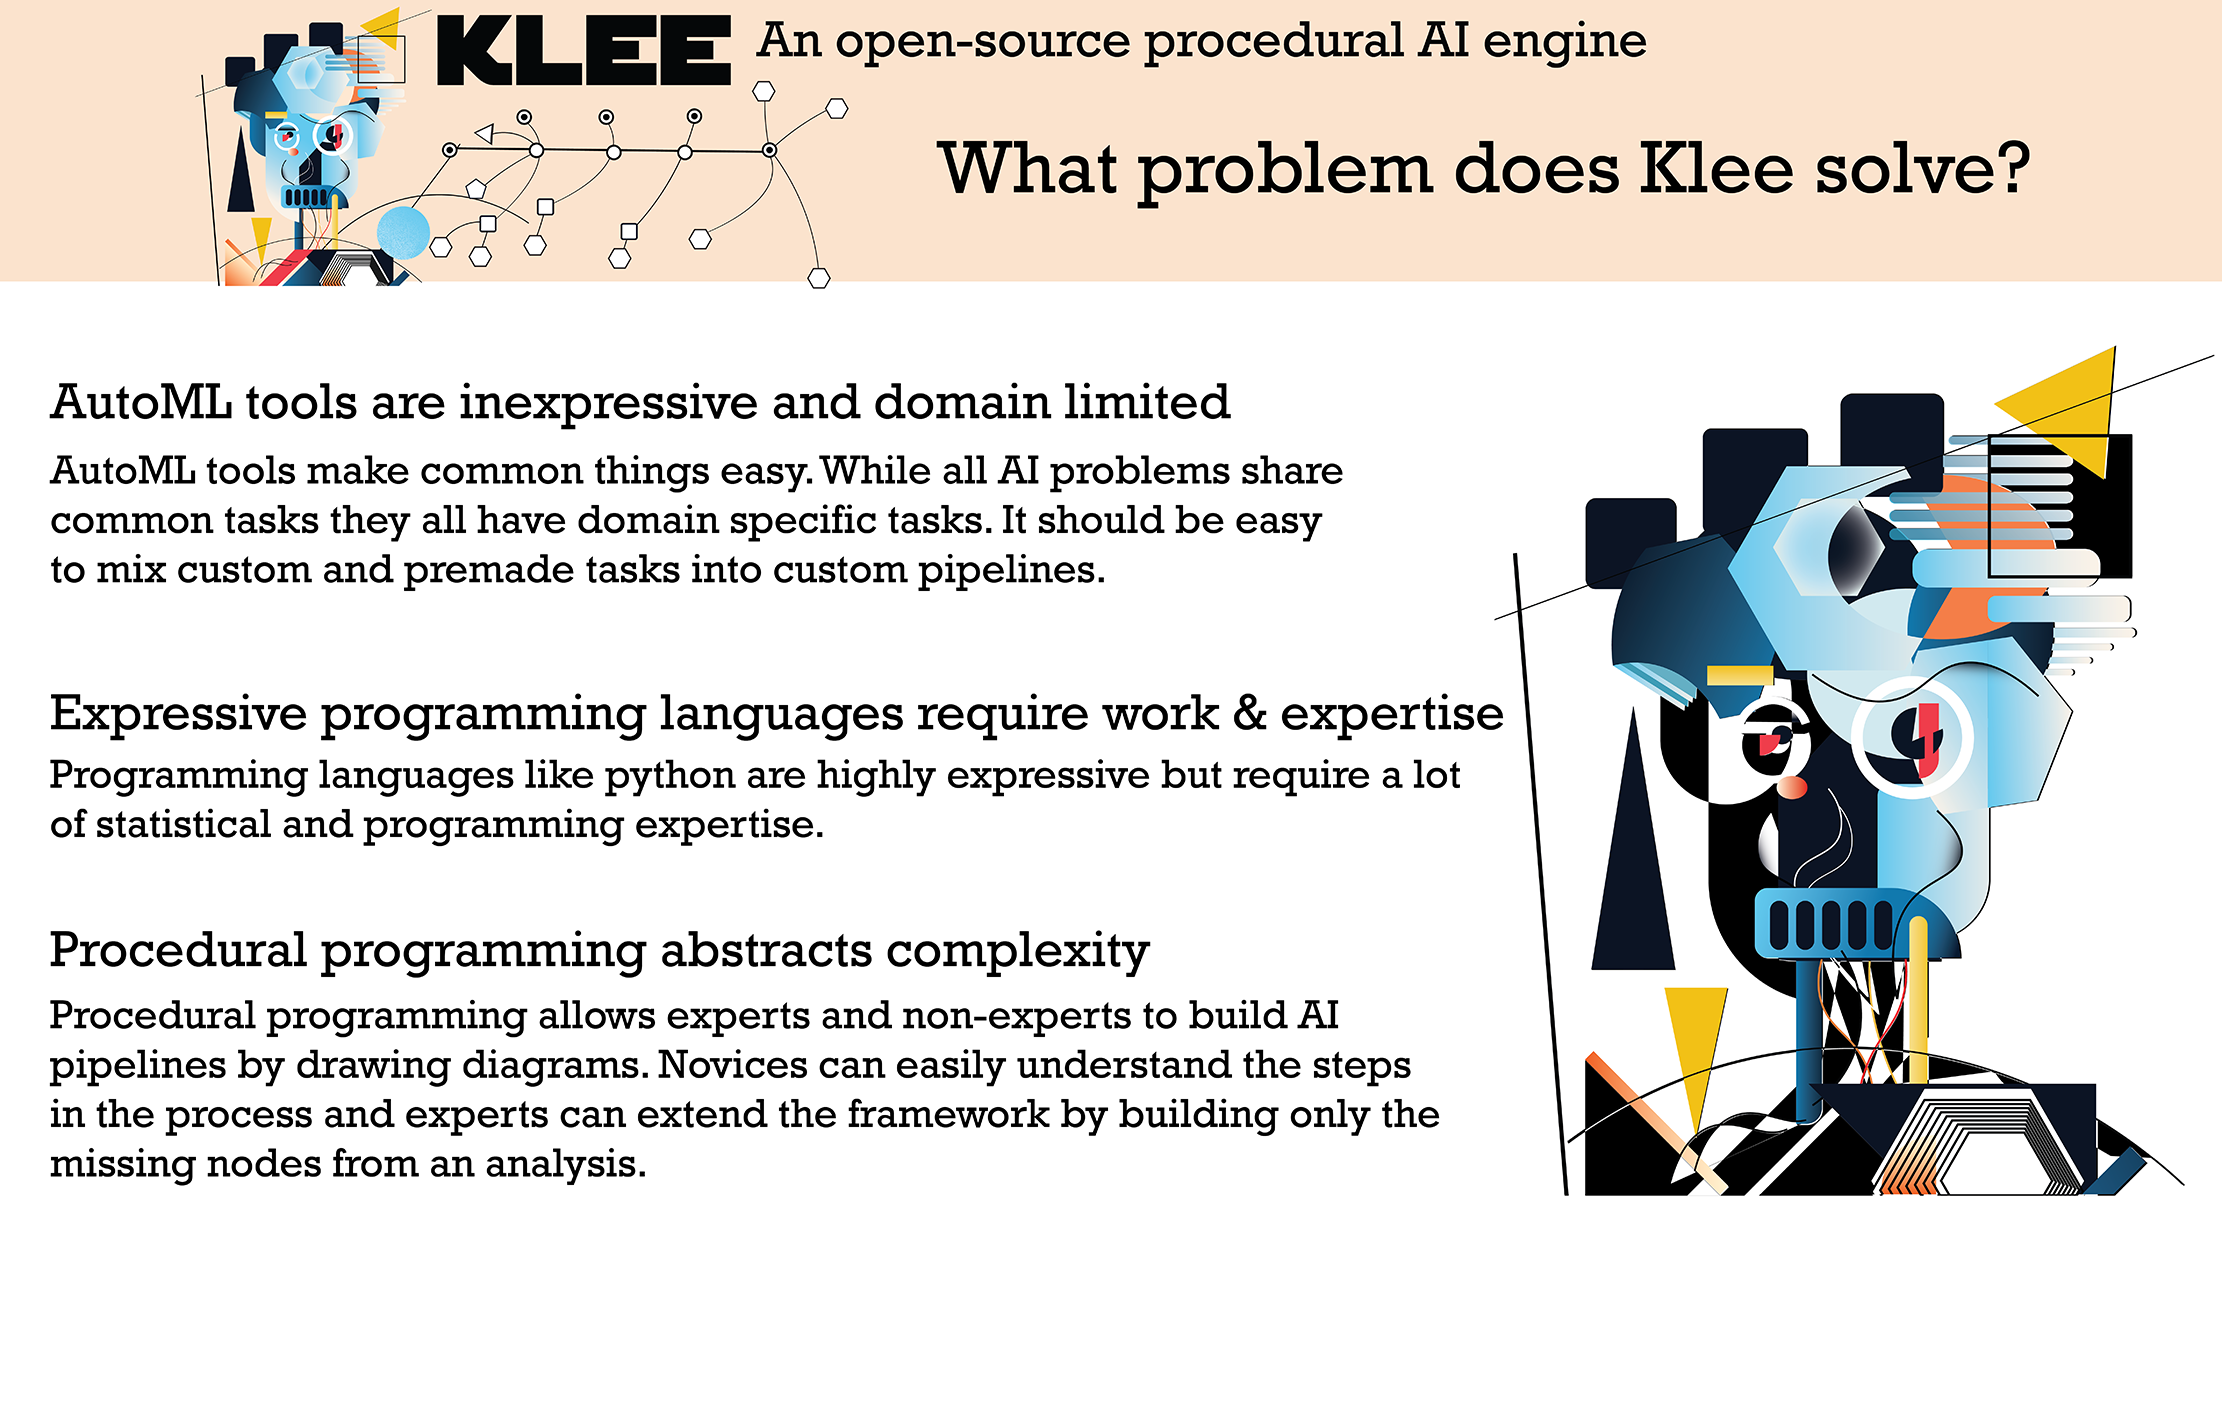 KLEE An open-source procedural AI engine
What problem does Klee solve?
AutoML tools are inexpressive and domain limited
AutoML tools make common things easy. While all AI problems share
common tasks they all have domain specific tasks. It should be easy
to mix custom and premade tasks into custom pipelines.
Expressive programming languages require work & expertise
Programming languages like python are highly expressive but require a lot
of statistical and programming expertise.
Procedural programming abstracts complexity
Procedural programming allows experts and non-experts to build AI
pipelines by drawing diagrams. Novices can easily understand the steps
in the process and experts can extend the framework by building only the
missing nodes from an analysis.